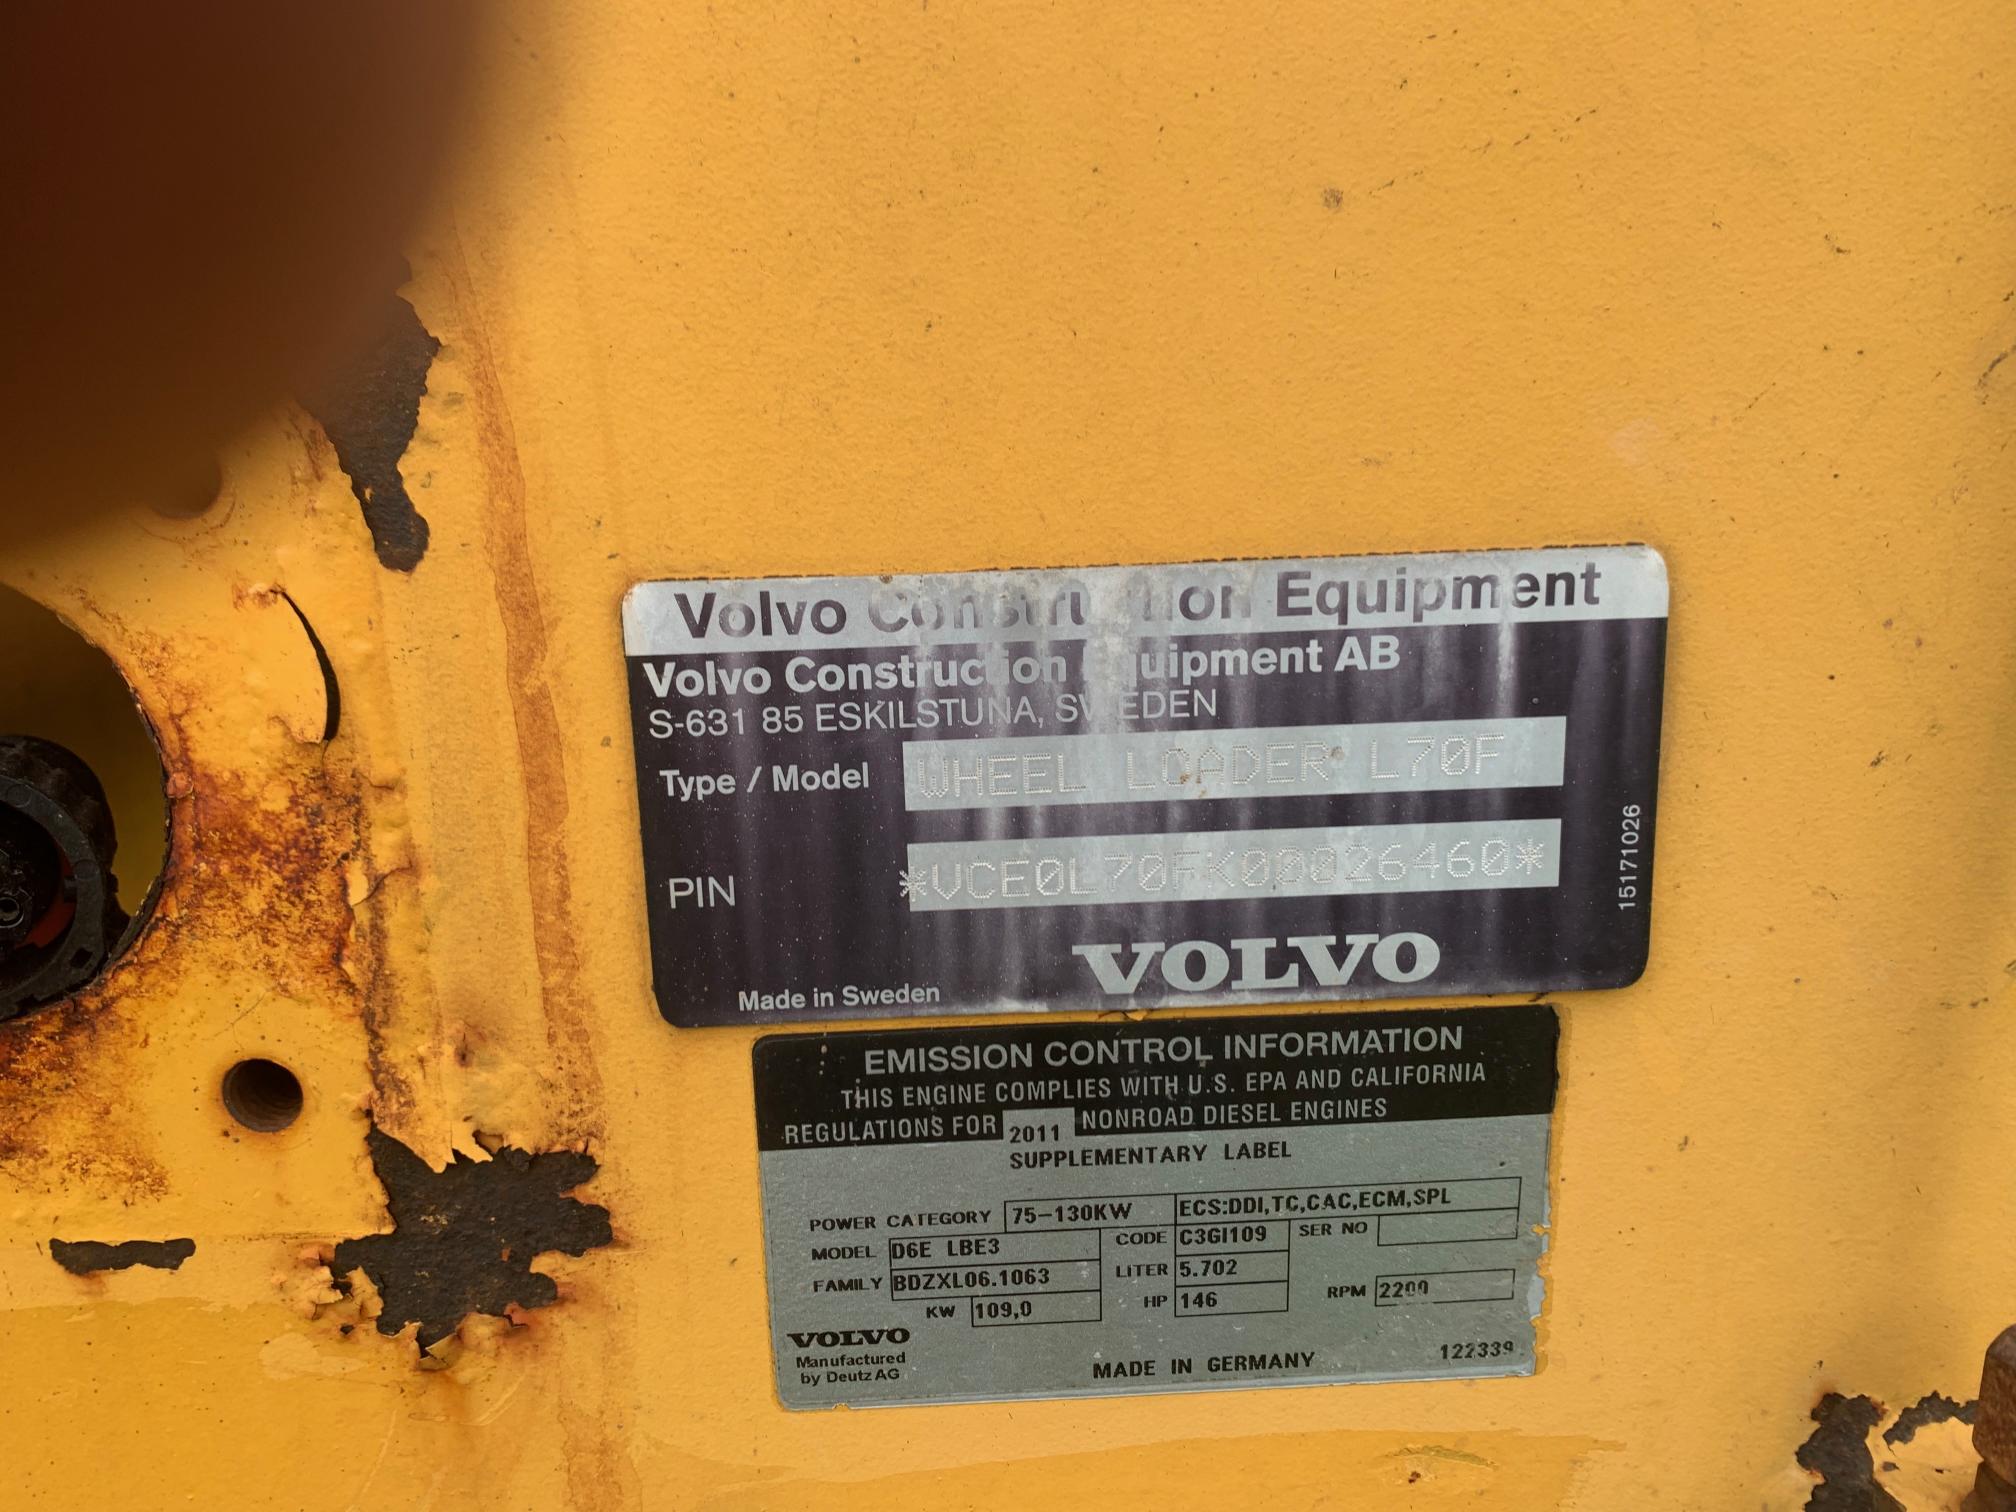 Volvo Construction Equipment
Volvo Construction Equipment AB
S-631 85 ESKILSTUNA, SWEDEN
Type / Model WHEEL LOADER L70F
PIN *VCE0L70FK00026460*
15171026
VOLVO
Made in Sweden
EMISSION CONTROL INFORMATION
THIS ENGINE COMPLIES WITH U.S. EPA AND CALIFORNIA
REGULATIONS FOR 2011 NONROAD DIESEL ENGINES
SUPPLEMENTARY LABEL
POWER CATEGORY 75-130KW ECS:DDI,TC,CAC,ECM,SPL
MODEL D6E LBE3 CODE C3GI109 SER NO
FAMILY BDZXL06.1063 LITER 5.702
KW 109,0 HP 146 RPM 2200
VOLVO
Manufactured
by Deutz AG
MADE IN GERMANY
122339